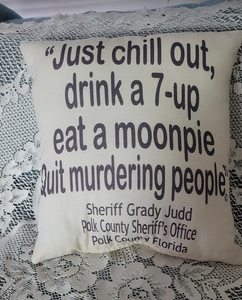 “Just chill out,
drink a 7-up
eat a moonpie
Quit murdering people”
Sheriff Grady Judd
Polk County Sheriff's Office
Polk County Florida